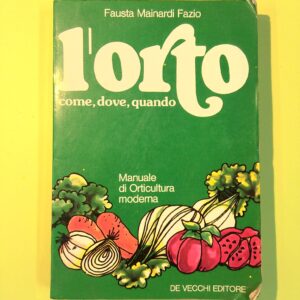 Fausta Mainardi Fazio
l'orto
come, dove, quando
Manuale
di Orticultura
moderna
DE VECCHI EDITORE